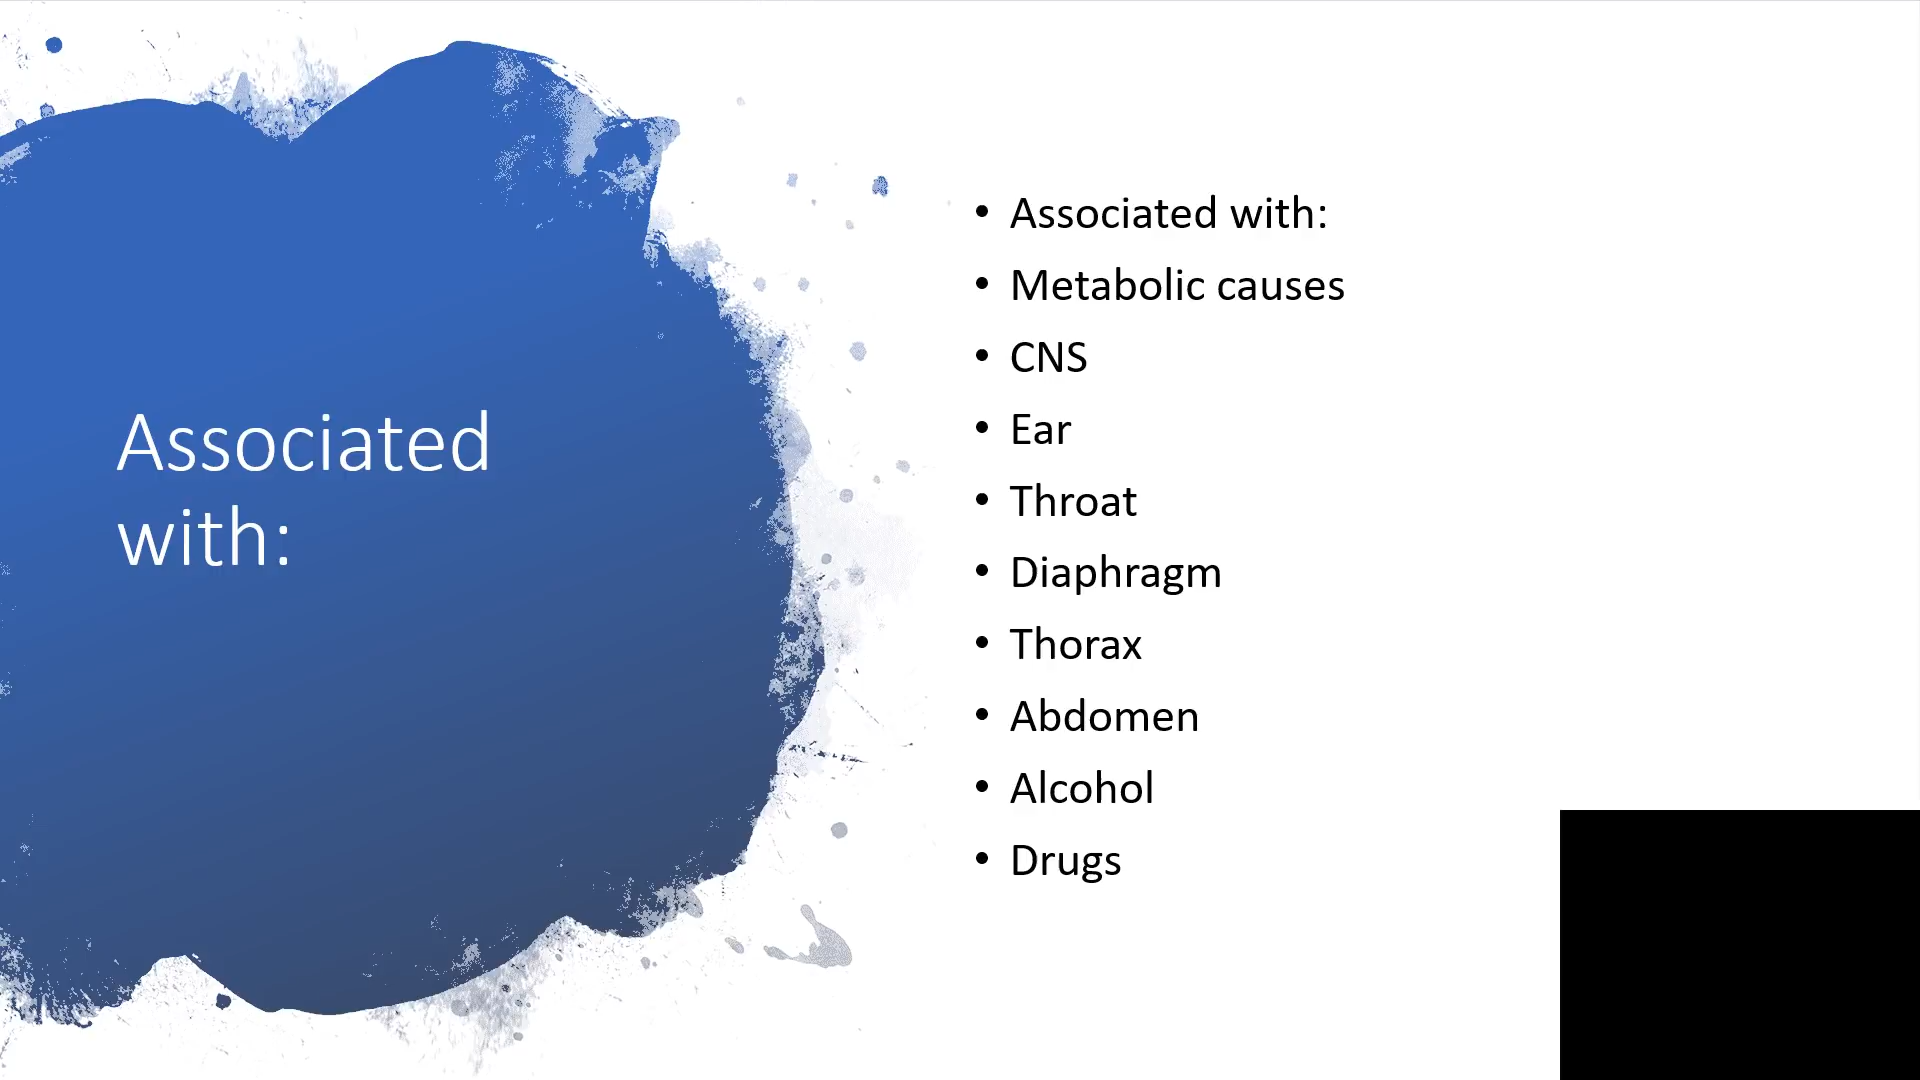 Associated
with:
• Associated with:
• Metabolic causes
• CNS
• Ear
• Throat
• Diaphragm
• Thorax
• Abdomen
• Alcohol
• Drugs